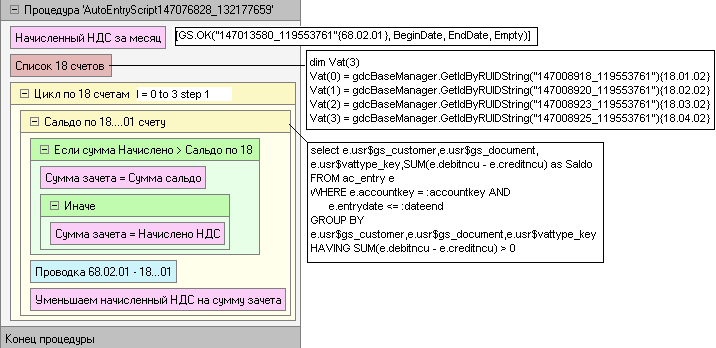 Процедура 'AutoEntryScript147076828_132177659'
Начисленный НДС за месяц
[GS.OK("147013580_119553761"{68.02.01}, BeginDate, EndDate, Empty)]
Список 18 счетов
dim Vat(3)
Vat(0) = gdcBaseManager.GetIdByRUIDString("147008918_119553761"){18.01.02}
Vat(1) = gdcBaseManager.GetIdByRUIDString("147008920_119553761"){18.02.02}
Vat(2) = gdcBaseManager.GetIdByRUIDString("147008923_119553761"){18.03.02}
Vat(3) = gdcBaseManager.GetIdByRUIDString("147008925_119553761"){18.04.02}
Цикл по 18 счетам I = 0 to 3 step 1
Сальдо по 18....01 счету
Если сумма Начислено > Сальдо по 18
Сумма зачета = Сумма сальдо
Иначе
Сумма зачета = Начислено НДС
Проводка 68.02.01 - 18...01
Уменьшаем начисленный НДС на сумму зачета
select e.usr$gs_customer,e.usr$gs_document,
e.usr$vattype_key,SUM(e.debitncu - e.creditncu) as Saldo
FROM ac_entry e
WHERE e.accountkey = :accountkey AND
e.entrydate <= :dateend
GROUP BY
e.usr$gs_customer,e.usr$gs_document,e.usr$vattype_key
HAVING SUM(e.debitncu - e.creditncu) > 0
Конец процедуры